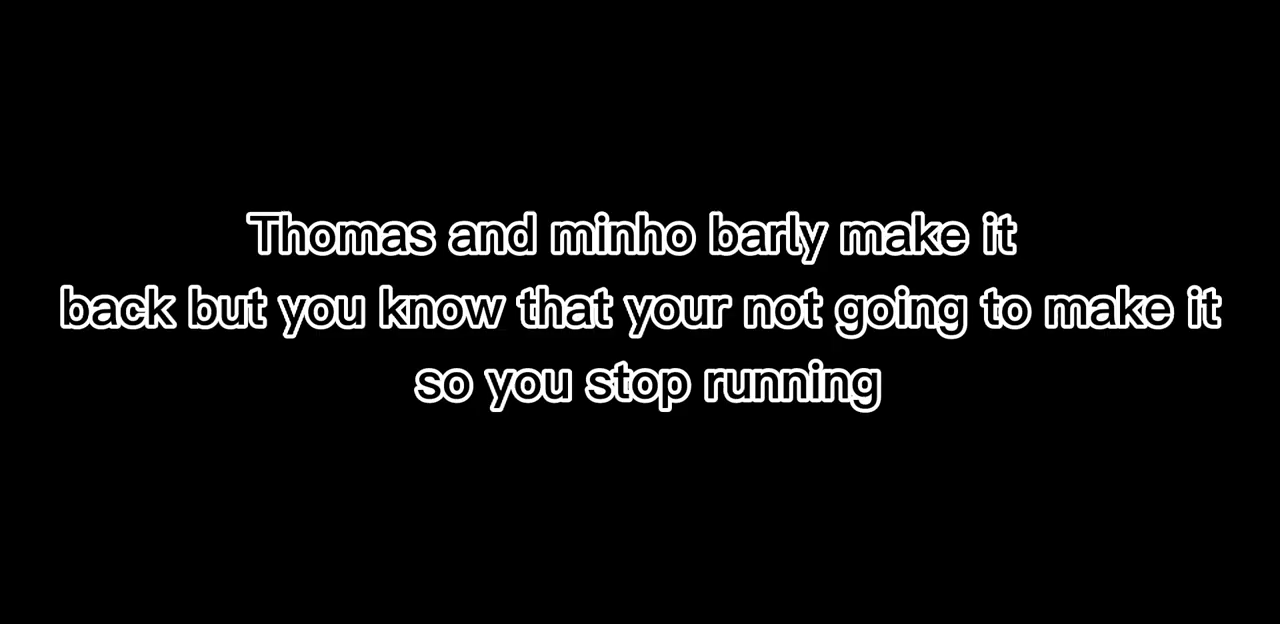 Thomas and minho barly make it
back but you know that your not going to make it
so you stop running